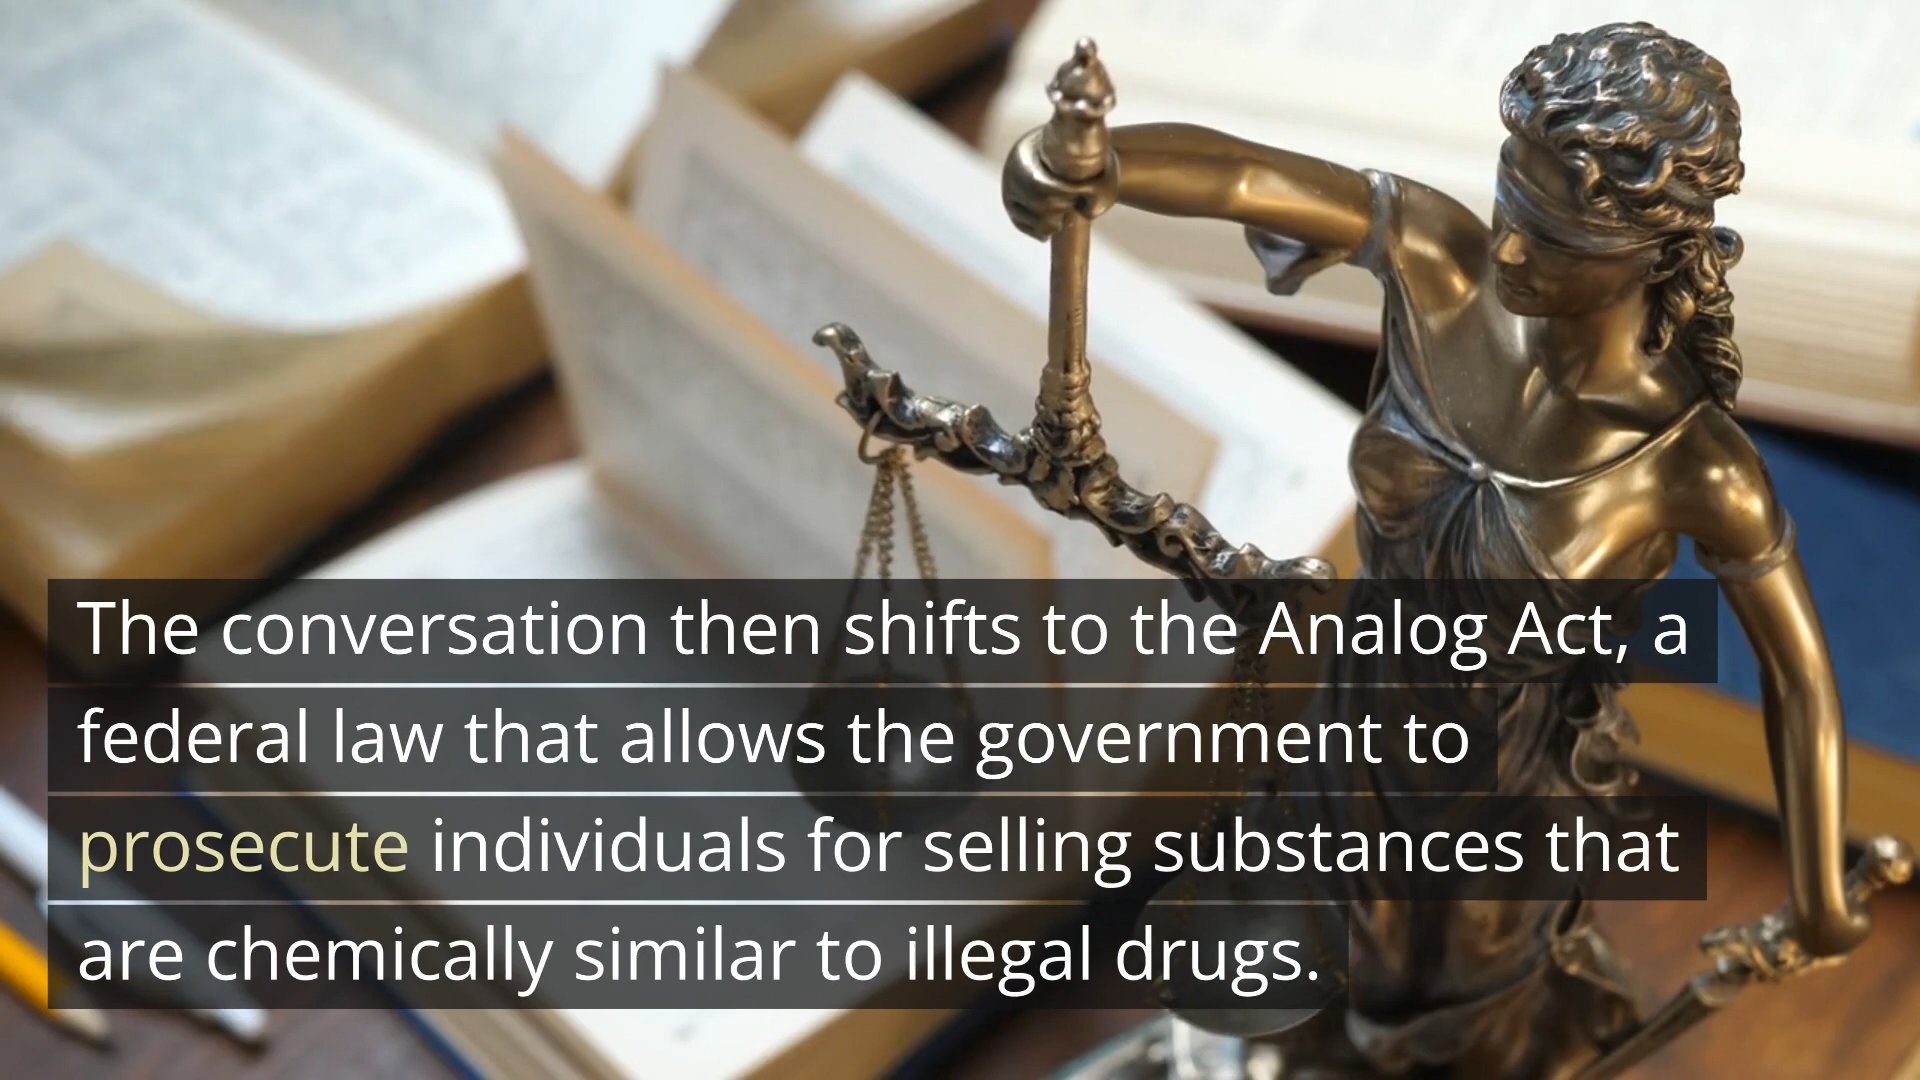 The conversation then shifts to the Analog Act, a
federal law that allows the government to
prosecute individuals for selling substances that
are chemically similar to illegal drugs.